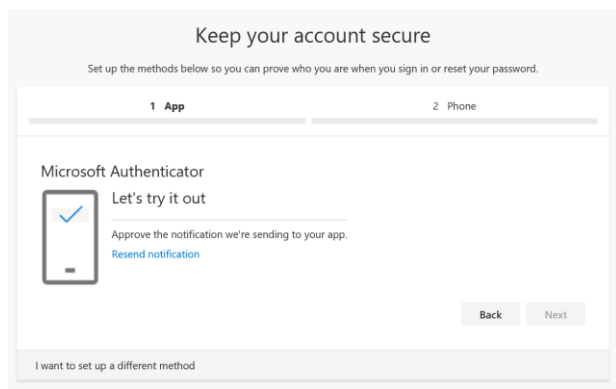 Keep your account secure
Set up the methods below so you can prove who you are when you sign in or reset your password.
1 App
2 Phone
Microsoft Authenticator
Let's try it out
Approve the notification we're sending to your app.
Resend notification
Back
Next
I want to set up a different method